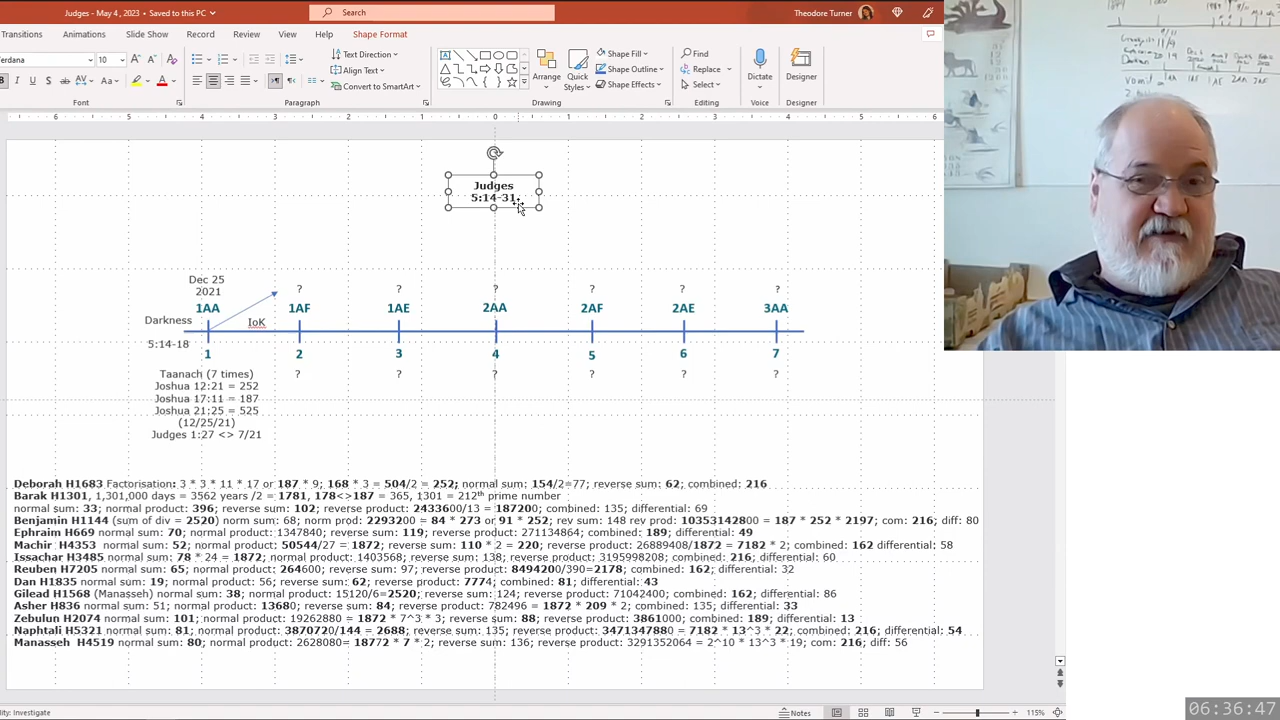 Judges - May 4, 2023 • Saved to this PC
Search
Theodore Turner
Transitions Animations Slide Show Record Review View Help Shape Format
10
Text Direction
Align Text
Convert to SmartArt
Arrange
Quick Styles
Shape Fill
Shape Outline
Shape Effects
Find
Replace
Select
Dictate
Designer
Font Paragraph Drawing Editing Voice Designer
6 5 4 3 2 1 0 1 2 3 4 5 6
Judges
5:14-31
Dec 25
2021
? ? ? ? ? ?
1AA 1AF 1AE 2AA 2AF 2AE 3AA
Darkness
IoK
5:14-18
1 2 3 4 5 6 7
Taanach (7 times)
? ? ? ? ? ?
Joshua 12:21 = 252
Joshua 17:11 = 187
Joshua 21:25 = 525
(12/25/21)
Judges 1:27 <> 7/21
Deborah H1683 Factorisation: 3 * 3 * 11 * 17 or 187 * 9; 168 * 3 = 504/2 = 252; normal sum: 154/2=77; reverse sum: 62; combined: 216
Barak H1301, 1,301,000 days = 3562 years /2 = 1781, 178<>187 = 365, 1301 = 212th prime number
normal sum: 33; normal product: 396; reverse sum: 102; reverse product: 2433600/13 = 187200; combined: 135; differential: 69
Benjamin H1144 (sum of div = 2520) norm sum: 68; norm prod: 2293200 = 84 * 273 or 91 * 252; rev sum: 148 rev prod: 1035314280 = 187 * 252 * 2197; com: 216; diff: 80
Ephraim H669 normal sum: 70; normal product: 1347840; reverse sum: 119; reverse product: 271134864; combined: 189; differential: 49
Machir H4353 normal sum: 52; normal product: 50544/27 = 1872; reverse sum: 110 * 2 = 220; reverse product: 26889408/1872 = 7182 * 2; combined: 162 differential: 58
Issachar H3485 normal sum: 78 * 24 = 1872; normal product: 1403568; reverse sum: 138; reverse product: 3195998208; combined: 216; differential: 60
Reuben H7205 normal sum: 65; normal product: 264600; reverse sum: 97; reverse product: 849420/390=2178; combined: 162; differential: 32
Dan H1835 normal sum: 19; normal product: 56; reverse sum: 62; reverse product: 7774; combined: 81; differential: 43
Gilead H1568 (Manasseh) normal sum: 38; normal product: 15120/6=2520; reverse sum: 124; reverse product: 71042400; combined: 162; differential: 86
Asher H836 normal sum: 51; normal product: 13680; reverse sum: 84; reverse product: 782496 = 1872 * 209 * 2; combined: 135; differential: 33
Zebulun H2074 normal sum: 101; normal product: 19262880 = 1872 * 7^3 * 3; reverse sum: 88; reverse product: 3861000; combined: 189; differential: 13
Naphtali H5321 normal sum: 81; normal product: 3870720/144 = 2688; reverse sum: 135; reverse product: 3471347880 = 7182 * 13^3 * 22; combined: 216; differential: 54
Manasseh H4519 normal sum: 80; normal product: 2628080= 18772 * 7 * 2; reverse sum: 136; reverse product: 3291352064 = 2^10 * 13^3 * 19; com: 216; diff: 56
Notes
115%
06:36:47